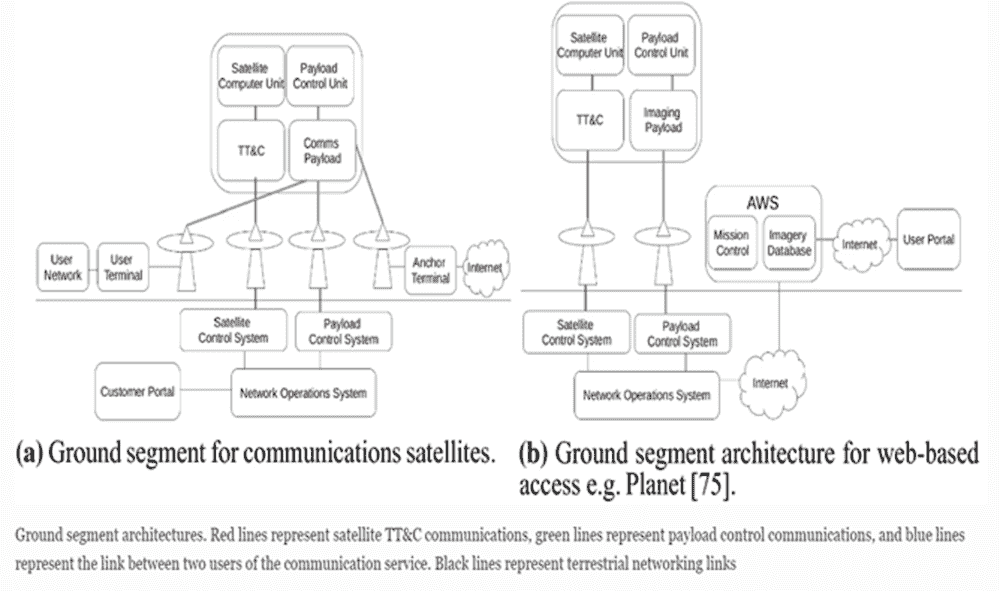 Satellite
Computer Unit
Payload
Control Unit
TT&C
Comms
Payload
User
Network
User
Terminal
Anchor
Terminal
Internet
Satellite
Control System
Payload
Control System
Customer Portal
Network Operations System
(a) Ground segment for communications satellites.
Satellite
Computer Unit
Payload
Control Unit
TT&C
Imaging
Payload
AWS
Mission
Control
Imagery
Database
Internet
User Portal
Satellite
Control System
Payload
Control System
Network Operations System
Internet
(b) Ground segment architecture for web-based
access e.g. Planet [75].
Ground segment architectures. Red lines represent satellite TT&C communications, green lines represent payload control communications, and blue lines
represent the link between two users of the communication service. Black lines represent terrestrial networking links